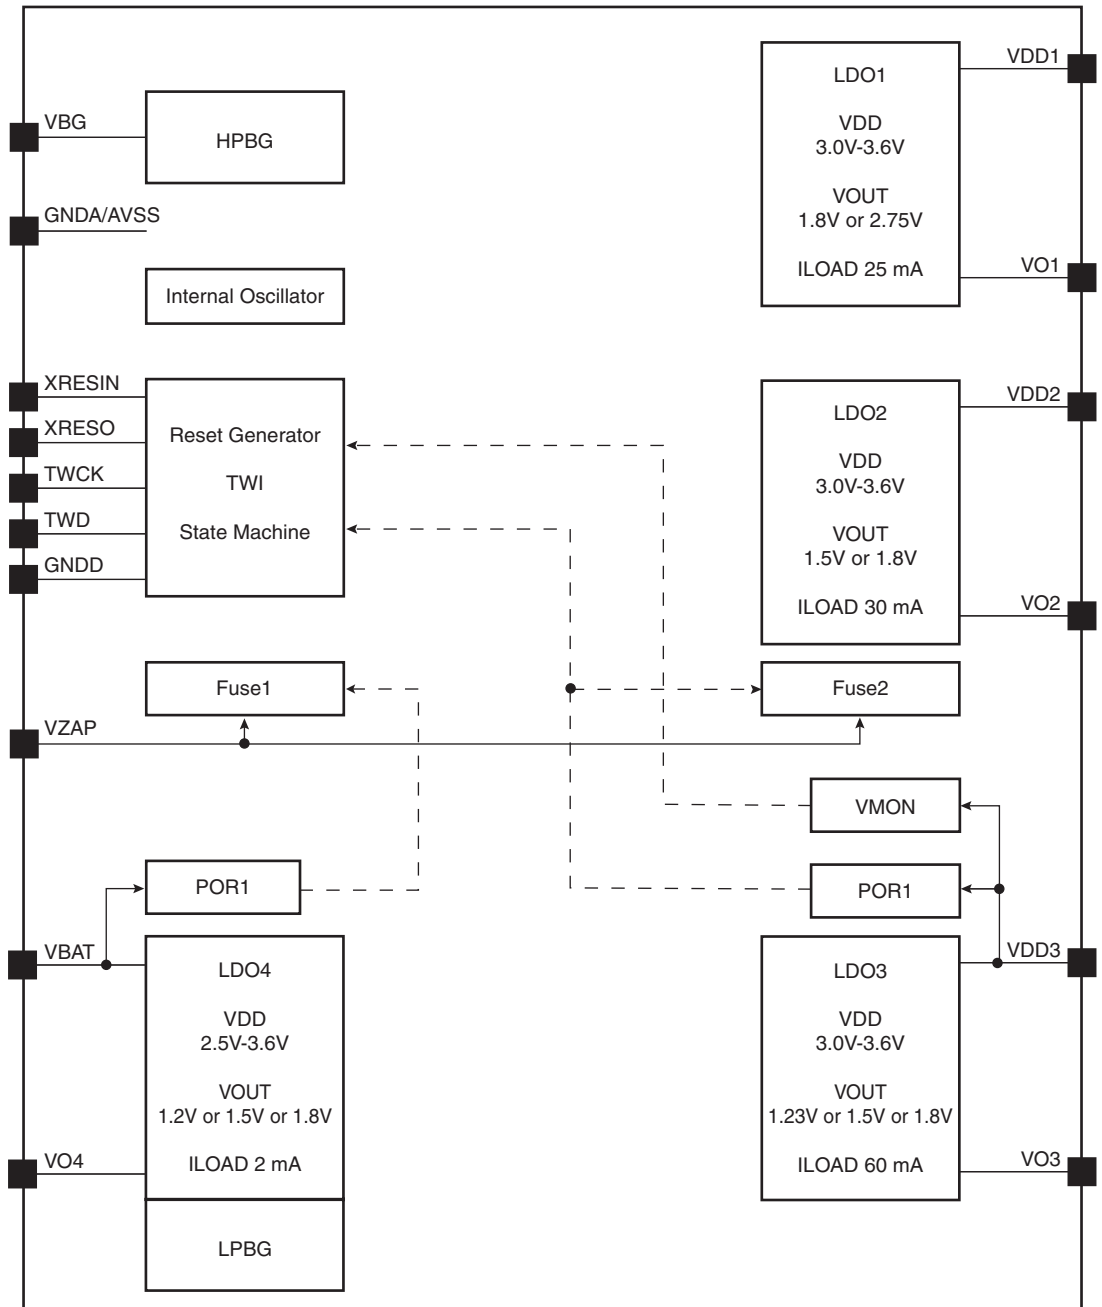 VBG
HPBG
GNDA/AVSS
Internal Oscillator
XRESIN
XRESO
TWCK
TWD
GNDD
Reset Generator
TWI
State Machine
Fuse1
VZAP
POR1
VBAT
LDO4
VDD
2.5V-3.6V
VOUT
1.2V or 1.5V or 1.8V
ILOAD 2 mA
VO4
LPBG
LDO1
VDD
3.0V-3.6V
VOUT
1.8V or 2.75V
ILOAD 25 mA
VDD1
VO1
LDO2
VDD
3.0V-3.6V
VOUT
1.5V or 1.8V
ILOAD 30 mA
VDD2
VO2
Fuse2
VMON
POR1
LDO3
VDD
3.0V-3.6V
VOUT
1.23V or 1.5V or 1.8V
ILOAD 60 mA
VDD3
VO3